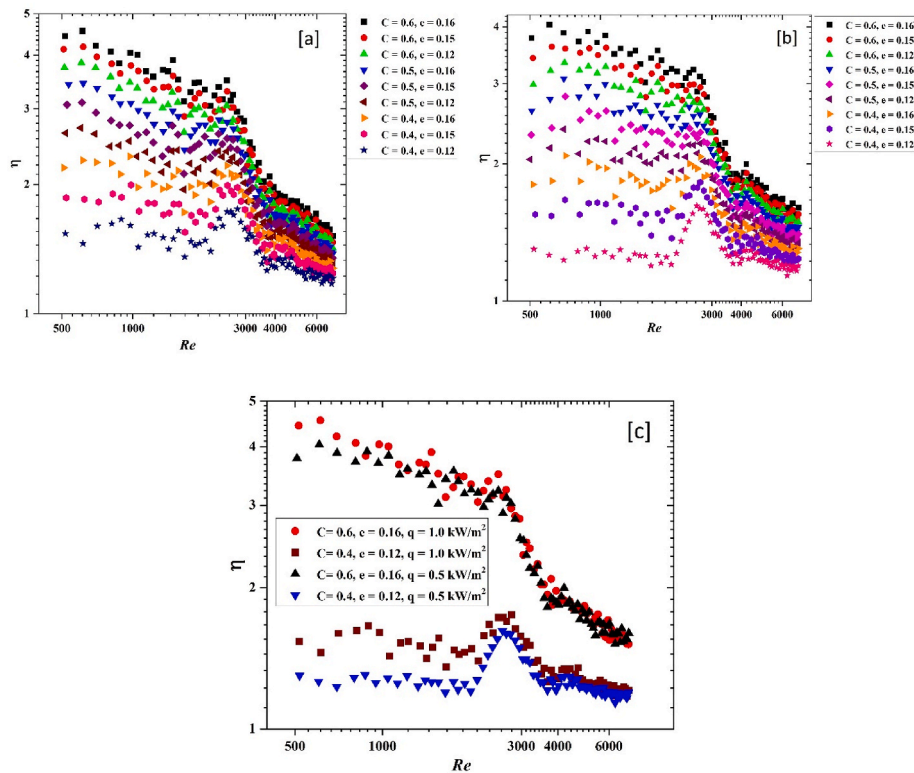 [a]
C = 0.6, e = 0.16
C = 0.6, e = 0.15
C = 0.6, e = 0.12
C = 0.5, e = 0.16
C = 0.5, e = 0.15
C = 0.5, e = 0.12
C = 0.4, e = 0.16
C = 0.4, e = 0.15
C = 0.4, e = 0.12
5
4
3
2
1
η
500 1000 3000 4000 6000
Re
[b]
C = 0.6, e = 0.16
C = 0.6, e = 0.15
C = 0.6, e = 0.12
C = 0.5, e = 0.16
C = 0.5, e = 0.15
C = 0.5, e = 0.12
C = 0.4, e = 0.16
C = 0.4, e = 0.15
C = 0.4, e = 0.12
4
3
2
1
η
500 1000 3000 4000 6000
Re
[c]
5
4
3
2
1
η
C= 0.6, e = 0.16, q = 1.0 kW/m²
C= 0.4, e = 0.12, q = 1.0 kW/m²
C= 0.6, e = 0.16, q = 0.5 kW/m²
C= 0.4, e = 0.12, q = 0.5 kW/m²
500 1000 3000 4000 6000
Re